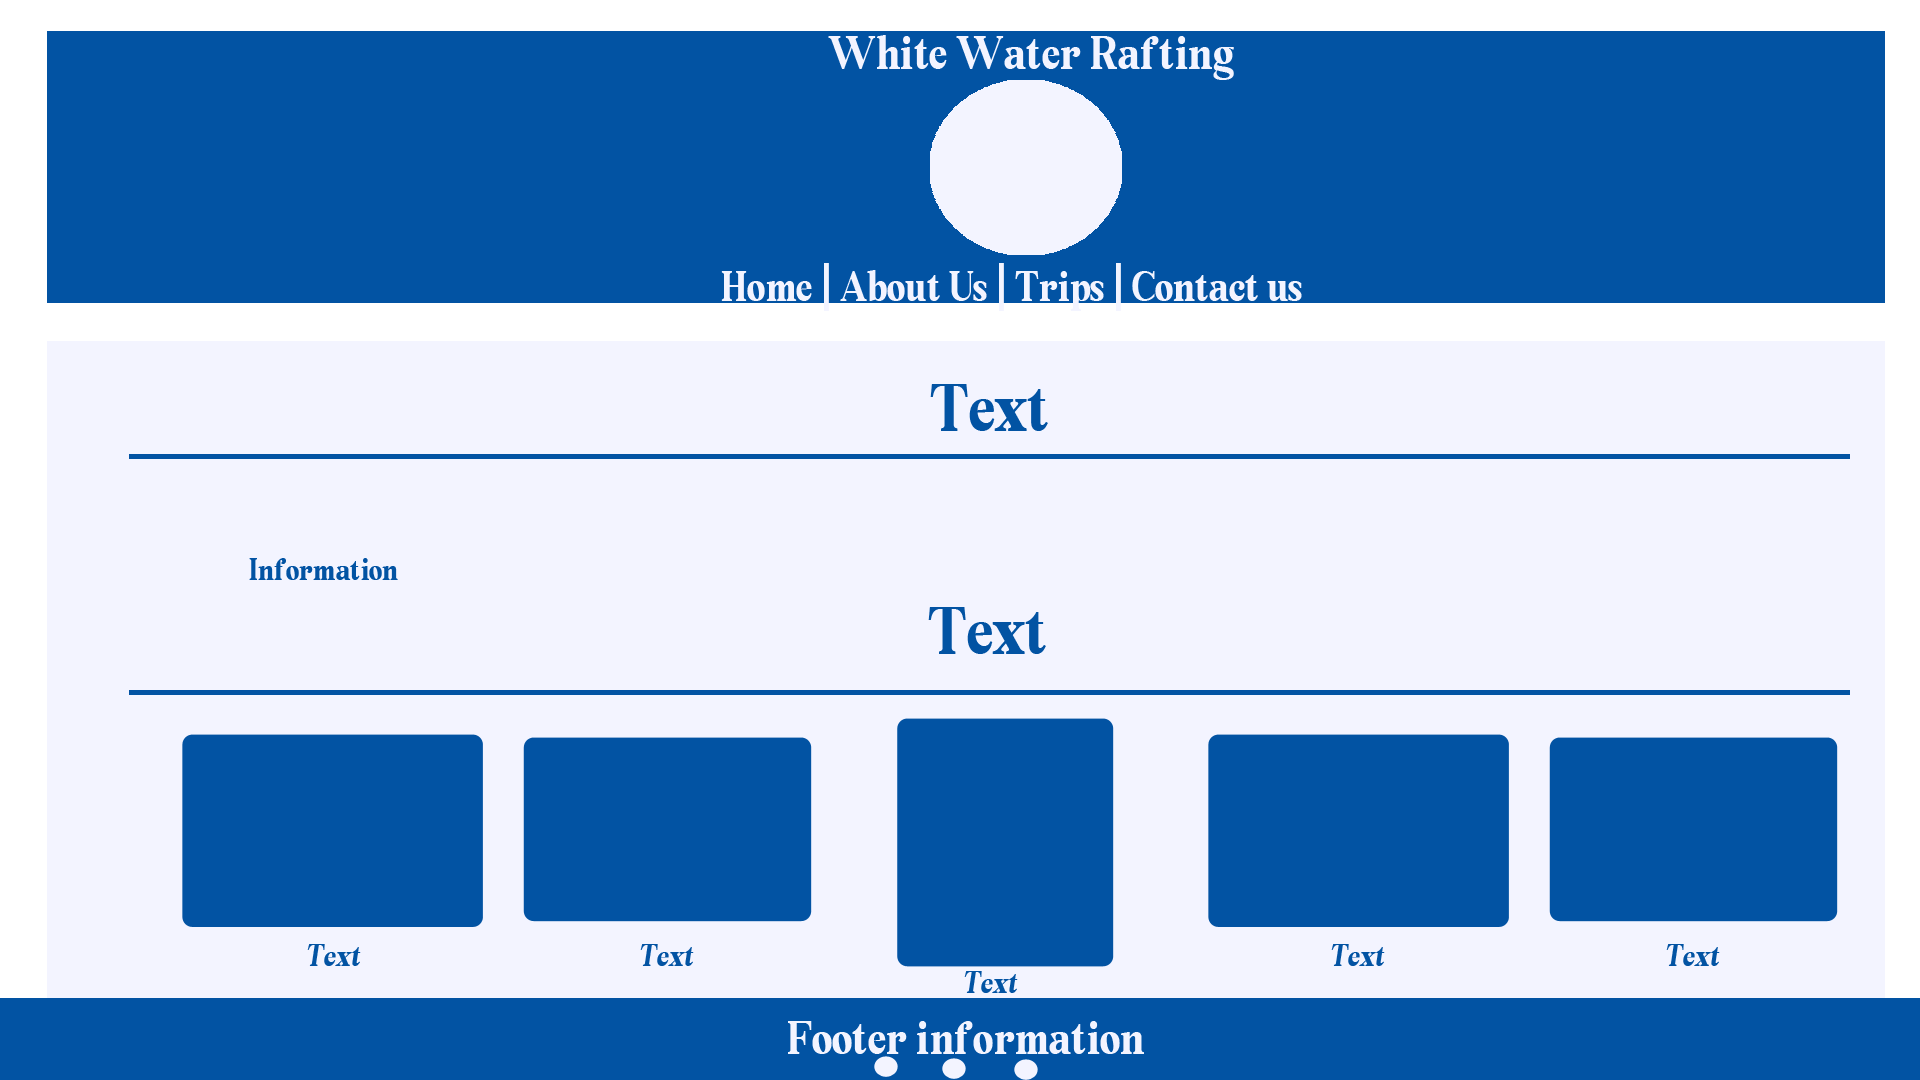 White Water Rafting
Home | About Us | Trips | Contact us
Text
Information
Text
Text
Text
Text
Text
Text
Footer information